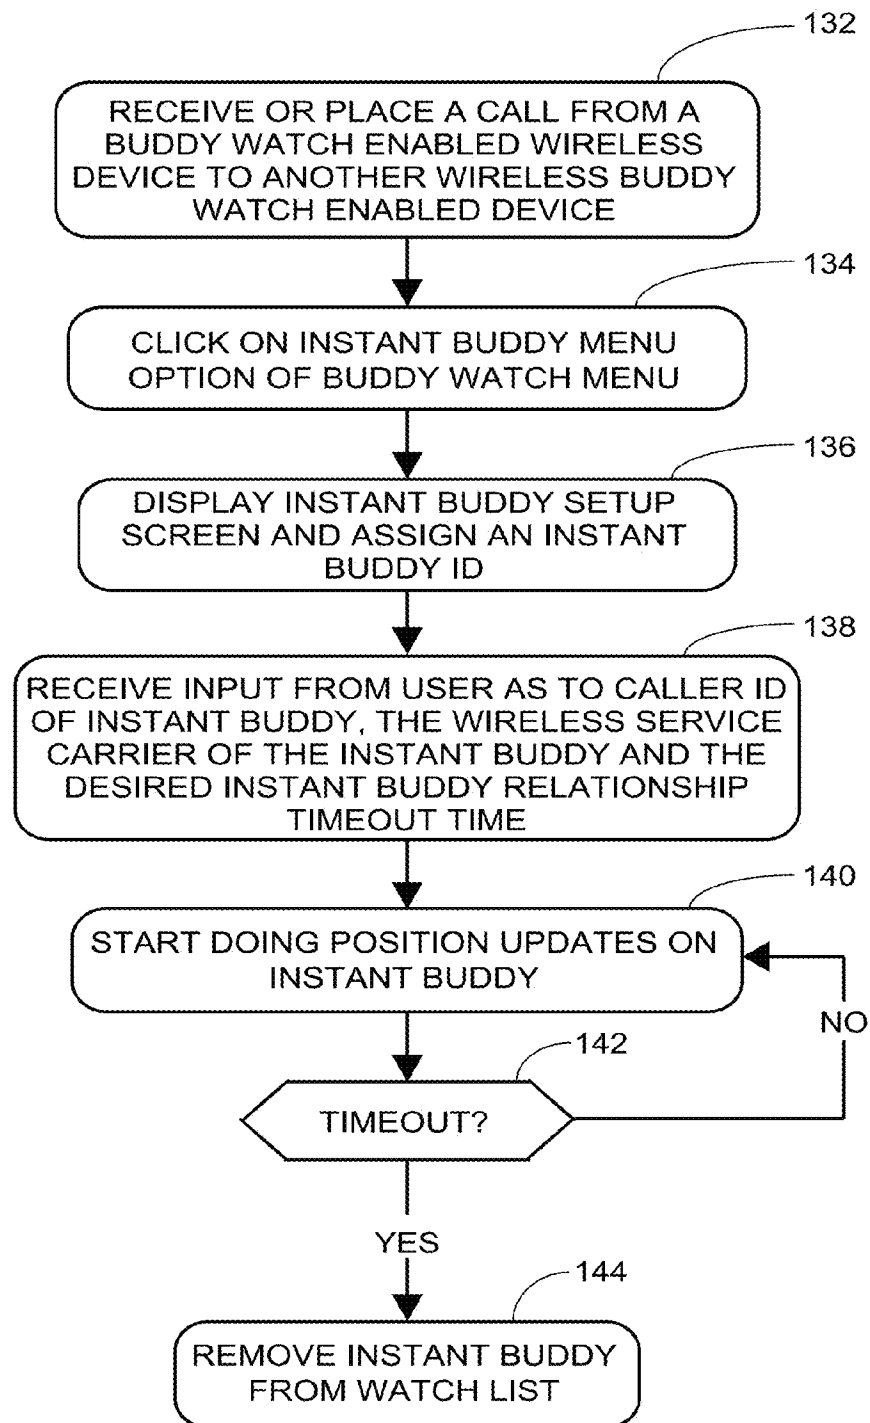 132
RECEIVE OR PLACE A CALL FROM A
BUDDY WATCH ENABLED WIRELESS
DEVICE TO ANOTHER WIRELESS BUDDY
WATCH ENABLED DEVICE
134
CLICK ON INSTANT BUDDY MENU
OPTION OF BUDDY WATCH MENU
136
DISPLAY INSTANT BUDDY SETUP
SCREEN AND ASSIGN AN INSTANT
BUDDY ID
138
RECEIVE INPUT FROM USER AS TO CALLER ID
OF INSTANT BUDDY, THE WIRELESS SERVICE
CARRIER OF THE INSTANT BUDDY AND THE
DESIRED INSTANT BUDDY RELATIONSHIP
TIMEOUT TIME
140
START DOING POSITION UPDATES ON
INSTANT BUDDY
NO
142
TIMEOUT?
YES
144
REMOVE INSTANT BUDDY
FROM WATCH LIST